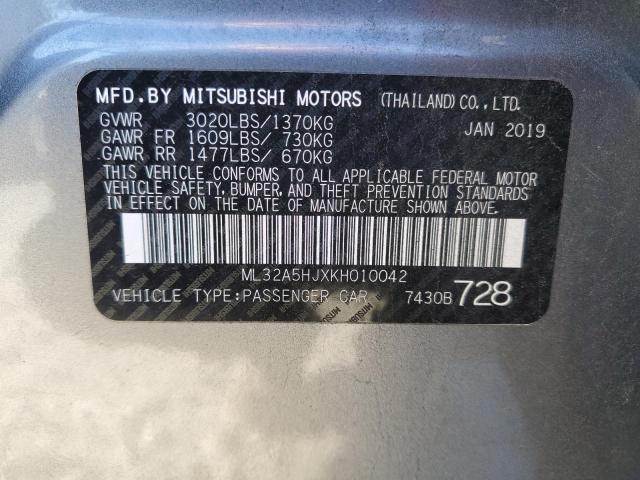 MFD.BY MITSUBISHI MOTORS (THAILAND) CO.,LTD.
GVWR 3020LBS/1370KG JAN 2019
GAWR FR 1609LBS/ 730KG
GAWR RR 1477LBS/ 670KG
THIS VEHICLE CONFORMS TO ALL APPLICABLE FEDERAL MOTOR
VEHICLE SAFETY, BUMPER, AND THEFT PREVENTION STANDARDS
IN EFFECT ON THE DATE OF MANUFACTURE SHOWN ABOVE.
ML32A5HJXKH010042
VEHICLE TYPE:PASSENGER CAR 7430B 728